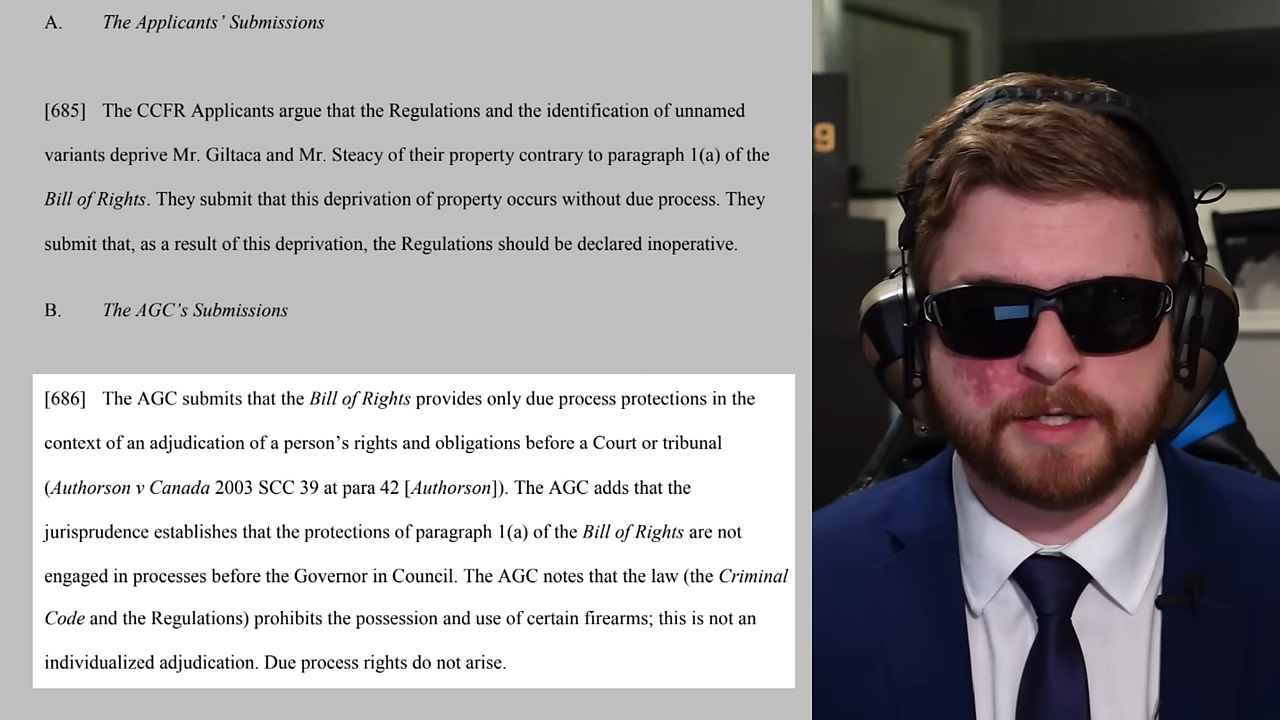 A. The Applicants' Submissions
[685] The CCFR Applicants argue that the Regulations and the identification of unnamed
variants deprive Mr. Giltaca and Mr. Steacy of their property contrary to paragraph 1(a) of the
Bill of Rights. They submit that this deprivation of property occurs without due process. They
submit that, as a result of this deprivation, the Regulations should be declared inoperative.
B. The AGC's Submissions
[686] The AGC submits that the Bill of Rights provides only due process protections in the
context of an adjudication of a person's rights and obligations before a Court or tribunal
(Authorson v Canada 2003 SCC 39 at para 42 [Authorson]). The AGC adds that the
jurisprudence establishes that the protections of paragraph 1(a) of the Bill of Rights are not
engaged in processes before the Governor in Council. The AGC notes that the law (the Criminal
Code and the Regulations) prohibits the possession and use of certain firearms; this is not an
individualized adjudication. Due process rights do not arise.
9